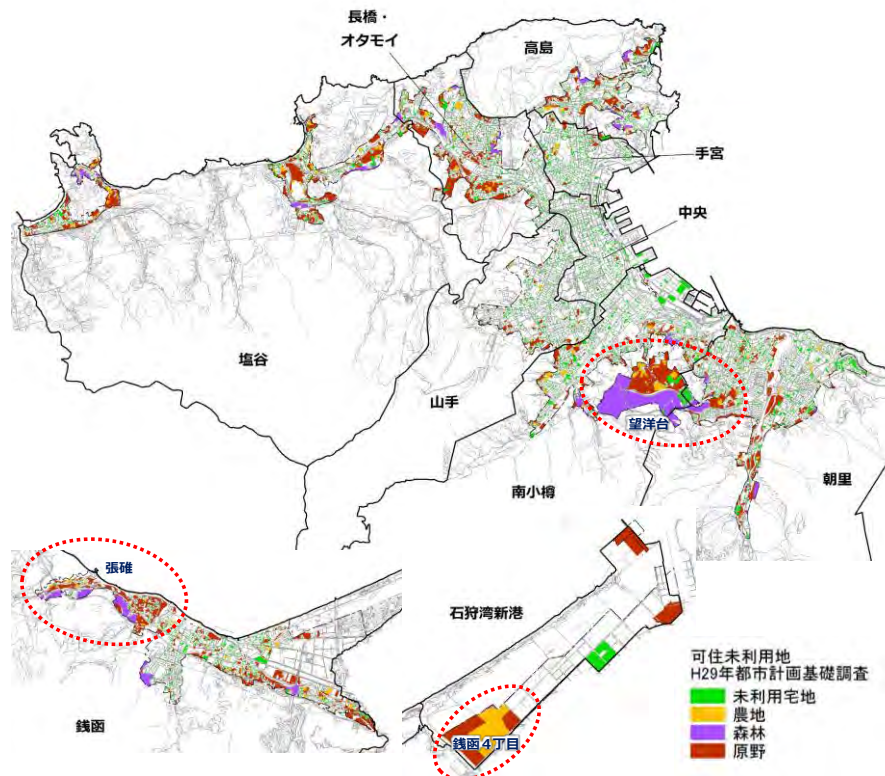 長橋・
オタモイ
高島
手宮
中央
塩谷
山手
望洋台
南小樽
朝里
張碓
石狩湾新港
銭函
銭函4丁目
可住未利用地
H29年都市計画基礎調査
未利用宅地
農地
森林
原野